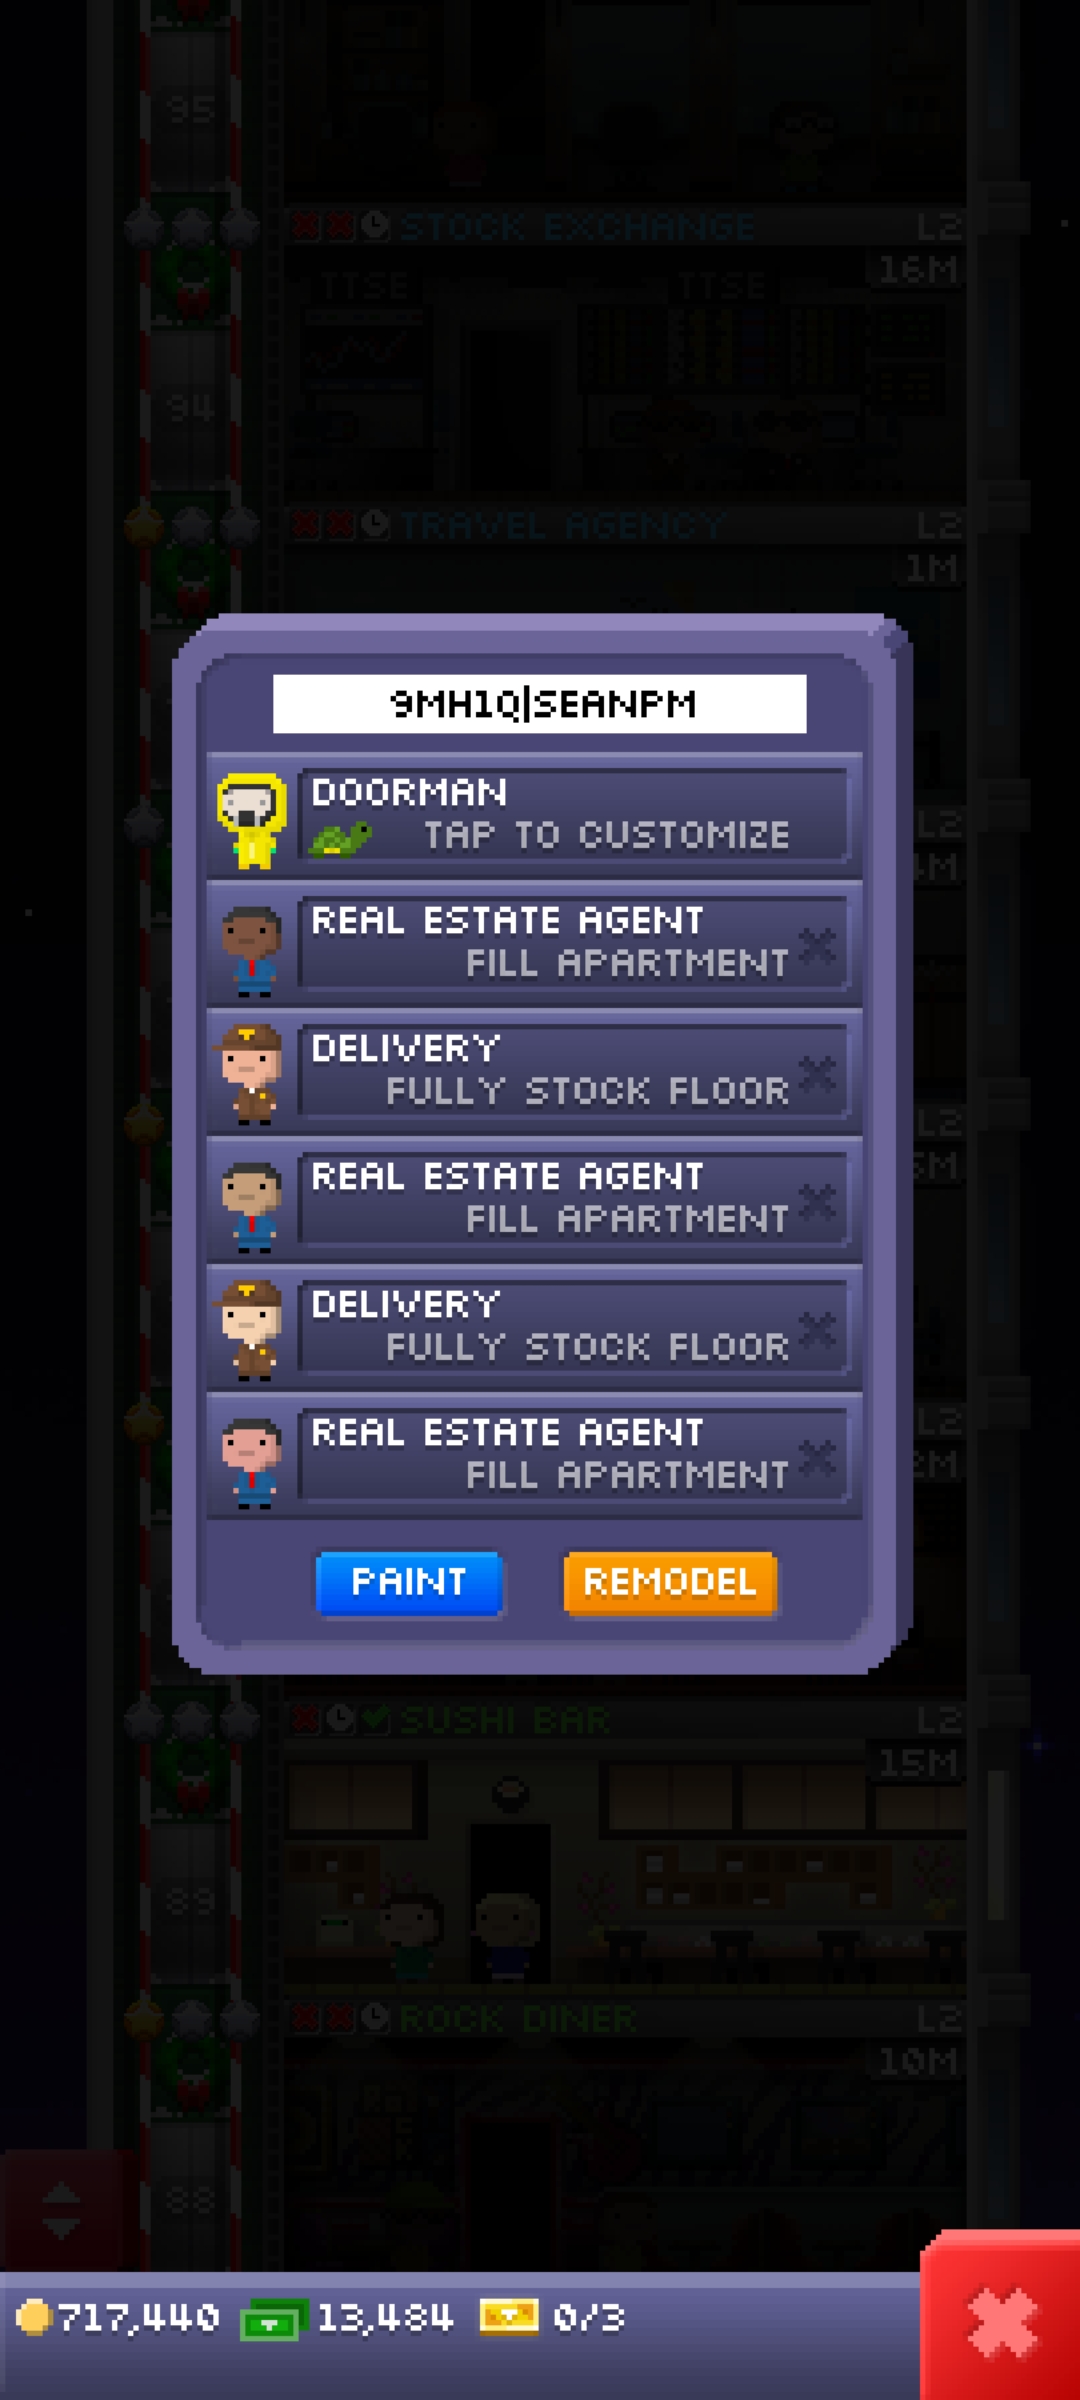 95
STOCK EXCHANGE L2
16M
TTSE TTSE
94
TRAVEL AGENCY L2
1M
9MH1Q|SEANPM
DOORMAN
TAP TO CUSTOMIZE
L2
REAL ESTATE AGENT
FILL APARTMENT
DELIVERY
FULLY STOCK FLOOR
L2
REAL ESTATE AGENT
FILL APARTMENT
DELIVERY
FULLY STOCK FLOOR
REAL ESTATE AGENT
L2
FILL APARTMENT
PAINT REMODEL
SUSHI BAR L2
15M
89
ROCK DINER L2
10M
88
717,440 13,484 0/3